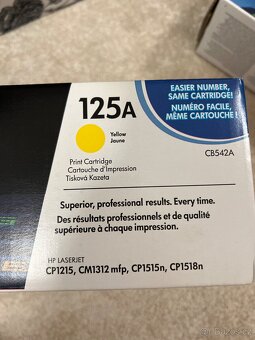 EASIER NUMBER,
SAME CARTRIDGE!
NUMÉRO FACILE,
MÊME CARTOUCHE!
125A
Yellow
Jaune
CB542A
Print Cartridge
Cartouche d'Impression
Tisková Kazeta
Superior, professional results. Every time.
Des résultats professionnels et de qualité
supérieure à chaque impression.
HP LASERJET
CP1215, CM1312 mfp, CP1515n, CP1518n